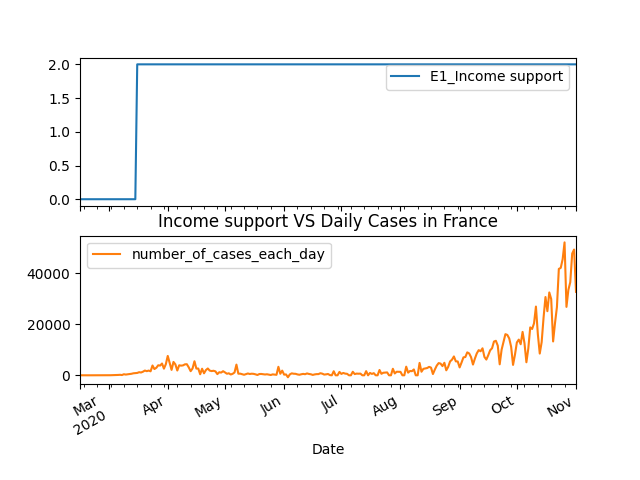 2.0
1.5
1.0
0.5
0.0
E1_Income support
Income support VS Daily Cases in France
number_of_cases_each_day
40000
20000
0
Mar
2020
Apr
May
Jun
Jul
Aug
Sep
Oct
Nov
Date